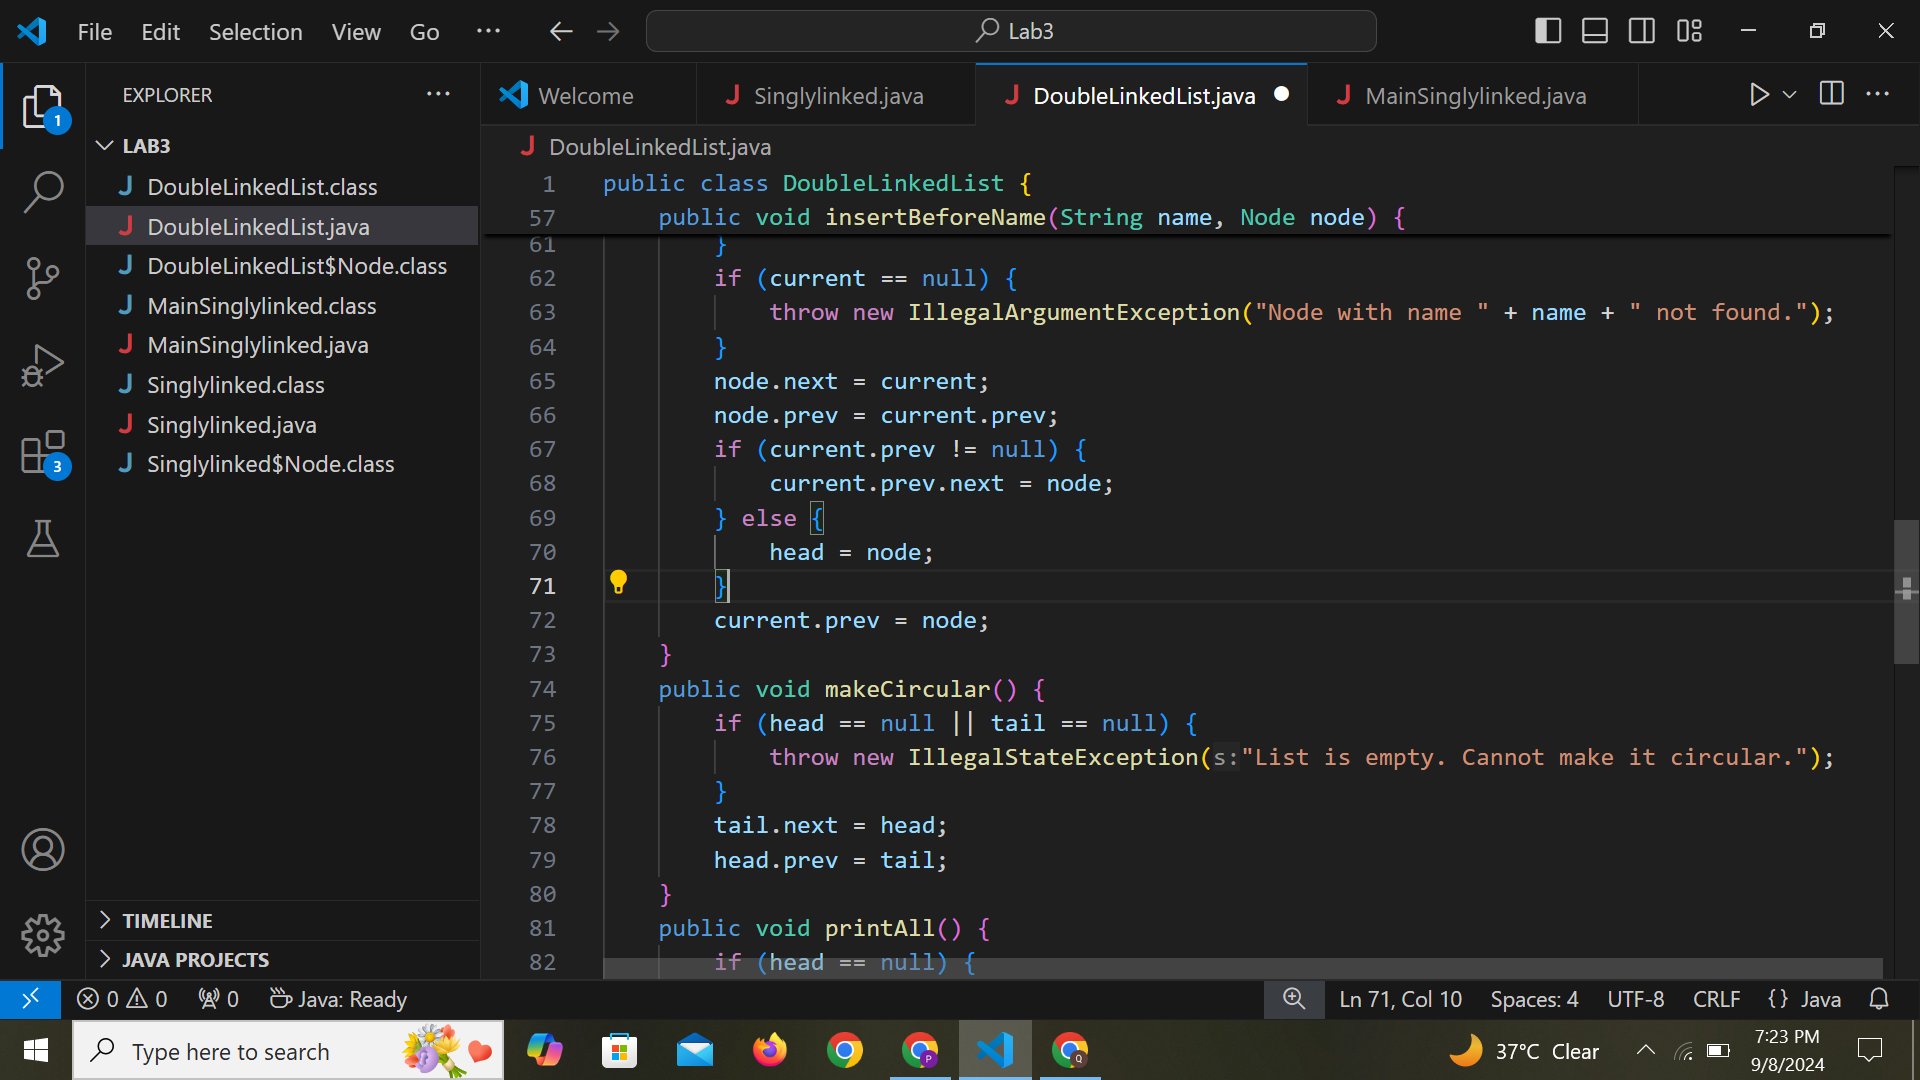 File Edit Selection View Go ···
Lab3
EXPLORER
LAB3
DoubleLinkedList.class
DoubleLinkedList.java
DoubleLinkedList$Node.class
MainSinglylinked.class
MainSinglylinked.java
Singlylinked.class
Singlylinked.java
Singlylinked$Node.class
TIMELINE
JAVA PROJECTS
1
3
Welcome
Singlylinked.java
DoubleLinkedList.java
MainSinglylinked.java
DoubleLinkedList.java
1 public class DoubleLinkedList {
57 public void insertBeforeName(String name, Node node) {
61 }
62 if (current == null) {
63 throw new IllegalArgumentException("Node with name " + name + " not found.");
64 }
65 node.next = current;
66 node.prev = current.prev;
67 if (current.prev != null) {
68 current.prev.next = node;
69 } else {
70 head = node;
71 }
72 current.prev = node;
73 }
74 public void makeCircular() {
75 if (head == null || tail == null) {
76 throw new IllegalStateException(s:"List is empty. Cannot make it circular.");
77 }
78 tail.next = head;
79 head.prev = tail;
80 }
81 public void printAll() {
82 if (head == null) {
0 0 0 Java: Ready
Ln 71, Col 10 Spaces: 4 UTF-8 CRLF {} Java
Type here to search
P
Q
37°C Clear
7:23 PM
9/8/2024